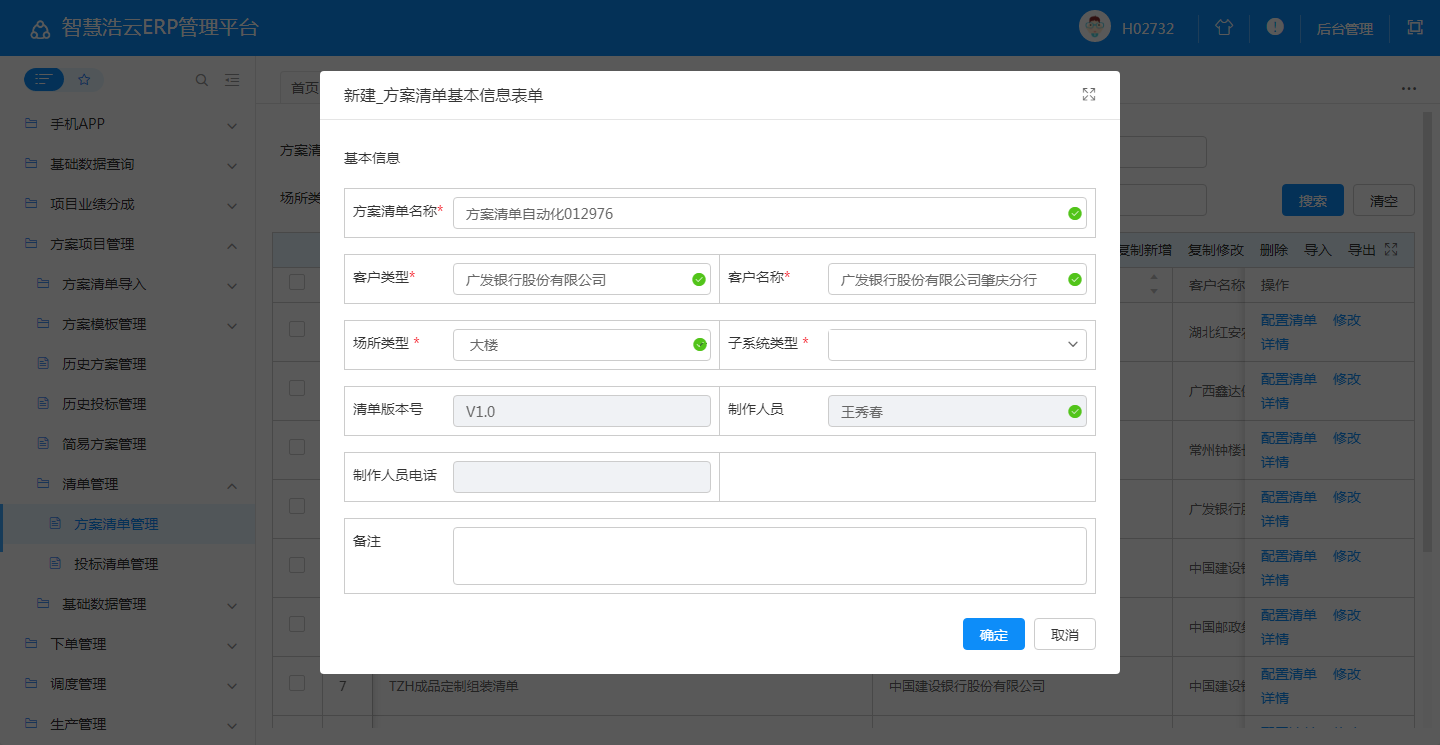 智慧浩云ERP管理平台
H02732
后台管理
首页
手机APP
基础数据查询
项目业绩分成
方案项目管理
方案清单导入
方案模板管理
历史方案管理
历史投标管理
简易方案管理
清单管理
方案清单管理
投标清单管理
基础数据管理
下单管理
调度管理
生产管理
方案清
场所类
搜索 清空
复制新增 复制修改 删除 导入 导出
客户名称 操作
湖北红安 配置清单 修改
详情
广西鑫达 配置清单 修改
详情
常州钟楼 配置清单 修改
详情
广发银行 配置清单 修改
详情
中国建设 配置清单 修改
详情
中国邮政 配置清单 修改
详情
7 TZH成品定制组装清单 中国建设银行股份有限公司 中国建设 配置清单 修改
详情
新建_方案清单基本信息表单
基本信息
方案清单名称* 方案清单自动化012976
客户类型* 广发银行股份有限公司 客户名称* 广发银行股份有限公司肇庆分行
场所类型 * 大楼 子系统类型 *
清单版本号 V1.0 制作人员 王秀春
制作人员电话
备注
确定 取消